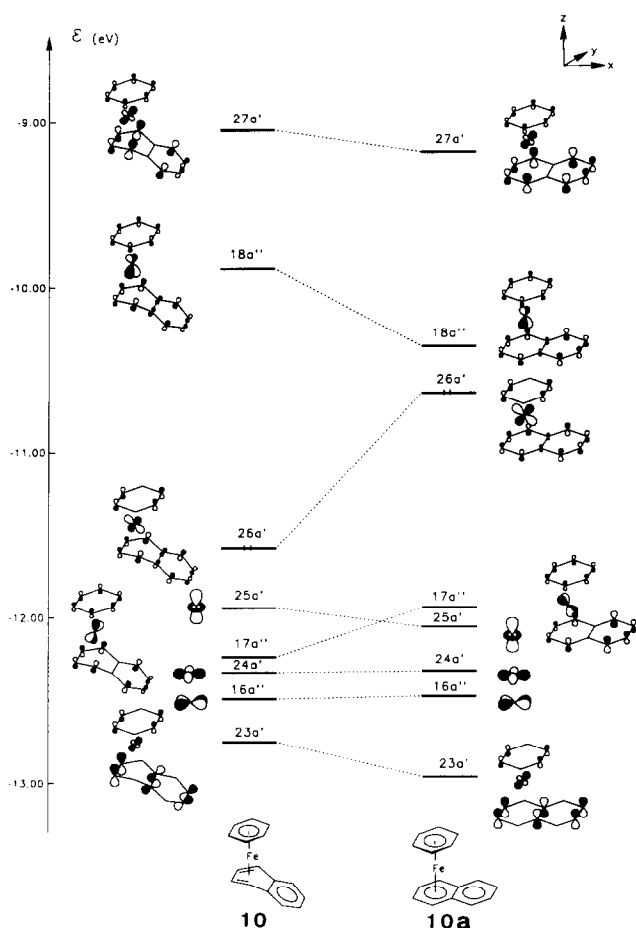 ε (eV)
z
y
x
-9.00
27a'
27a'
-10.00
18a''
18a''
26a'
-11.00
26a'
-12.00
25a'
17a''
25a'
17a''
24a'
24a'
16a''
16a''
23a'
23a'
-13.00
Fe
Fe
10
10a